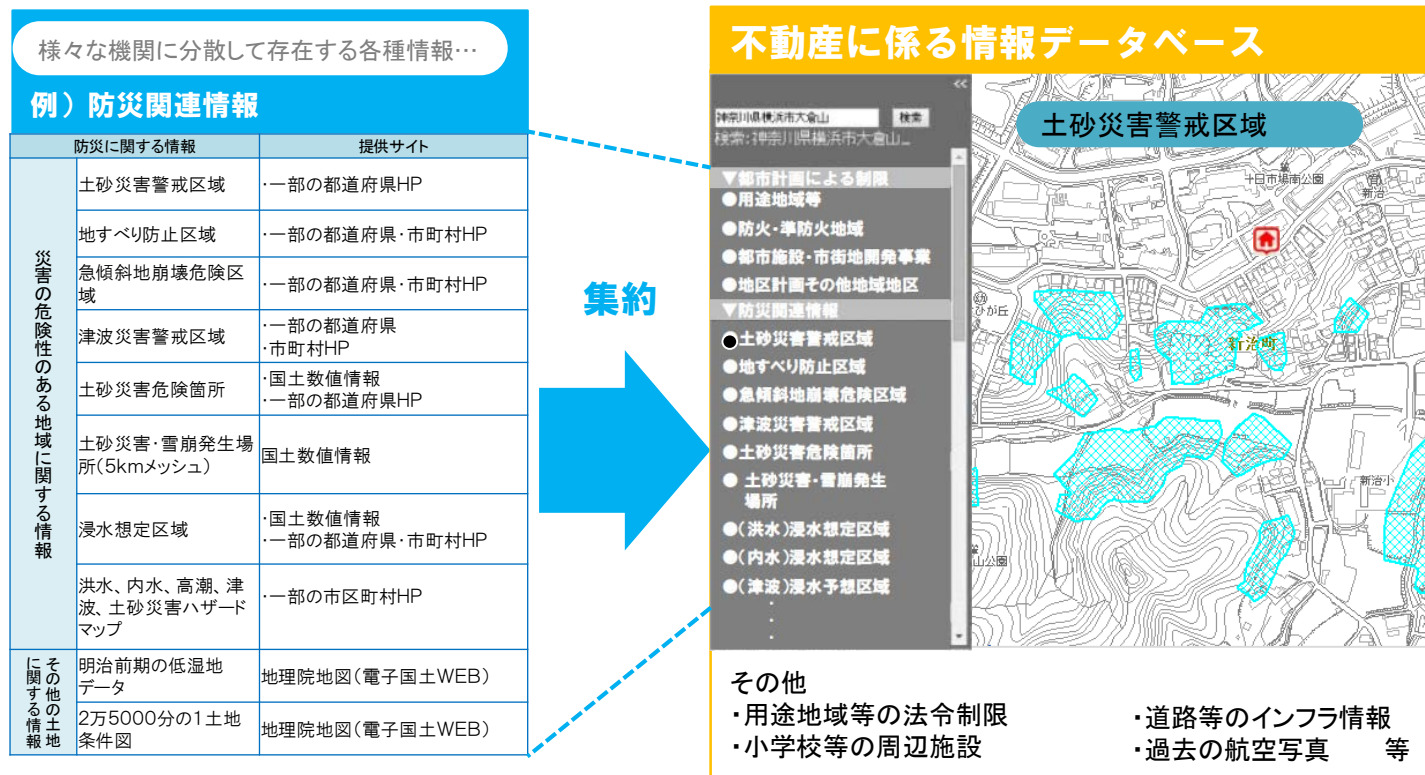 様々な機関に分散して存在する各種情報…
例）防災関連情報
防災に関する情報
提供サイト
災害の危険性のある地域に関する情報
土砂災害警戒区域
・一部の都道府県HP
地すべり防止区域
・一部の都道府県・市町村HP
急傾斜地崩壊危険区
域
・一部の都道府県・市町村HP
津波災害警戒区域
・一部の都道府県
・市町村HP
土砂災害危険箇所
・国土数値情報
・一部の都道府県HP
土砂災害・雪崩発生場
所（5kmメッシュ）
国土数値情報
浸水想定区域
・国土数値情報
・一部の都道府県・市町村HP
洪水、内水、高潮、津
波、土砂災害ハザード
マップ
・一部の市区町村HP
その他の土地
に関する情報
明治前期の低湿地
データ
地理院地図（電子国土WEB）
2万5000分の1土地
条件図
地理院地図（電子国土WEB）
集約
不動産に係る情報データベース
神奈川県横浜市大倉山
検索
検索:神奈川県横浜市大倉山...
▼都市計画による制限
●用途地域等
●防火・準防火地域
●都市施設・市街地開発事業
●地区計画その他地域地区
▼防災関連情報
●土砂災害警戒区域
●地すべり防止区域
●急傾斜地崩壊危険区域
●津波災害警戒区域
●土砂災害危険箇所
● 土砂災害・雪崩発生
場所
●（洪水）浸水想定区域
●（内水）浸水想定区域
●（津波）浸水予想区域
土砂災害警戒区域
十日市場南公園
新治
ひが丘
新治町
新治小
山公園
その他
・用途地域等の法令制限
・小学校等の周辺施設
・道路等のインフラ情報
・過去の航空写真　等